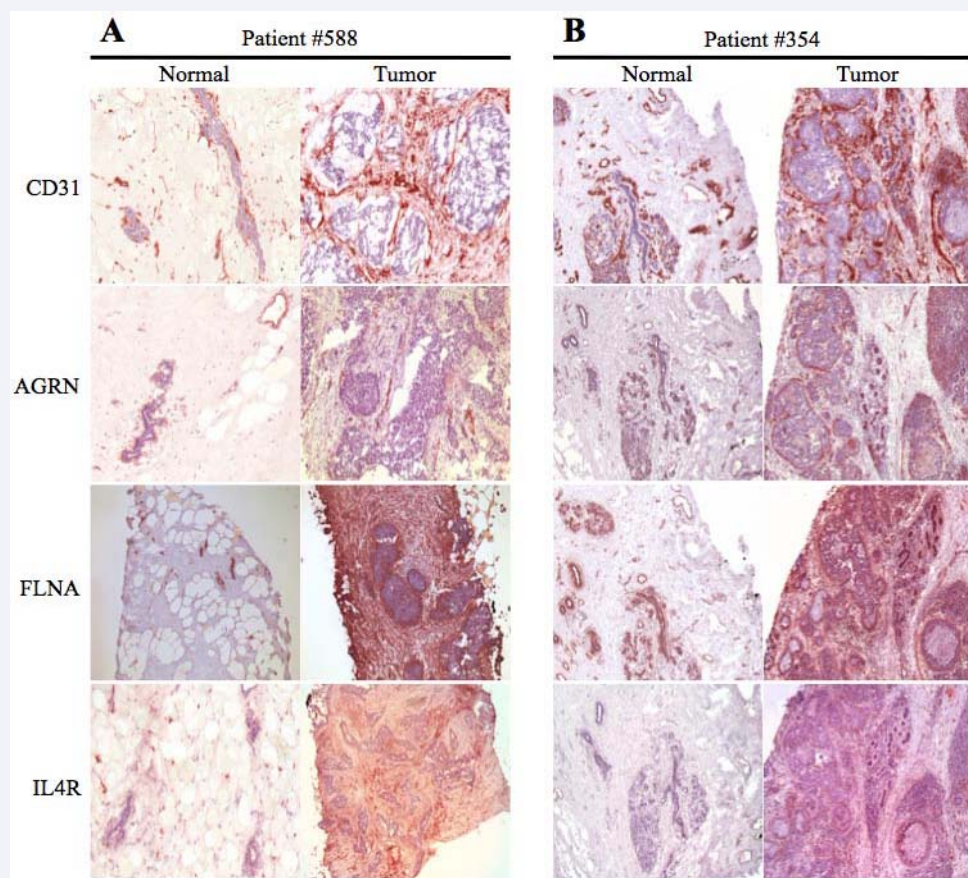 A
Patient #588
Normal Tumor
B
Patient #354
Normal Tumor
CD31
AGRN
FLNA
IL4R